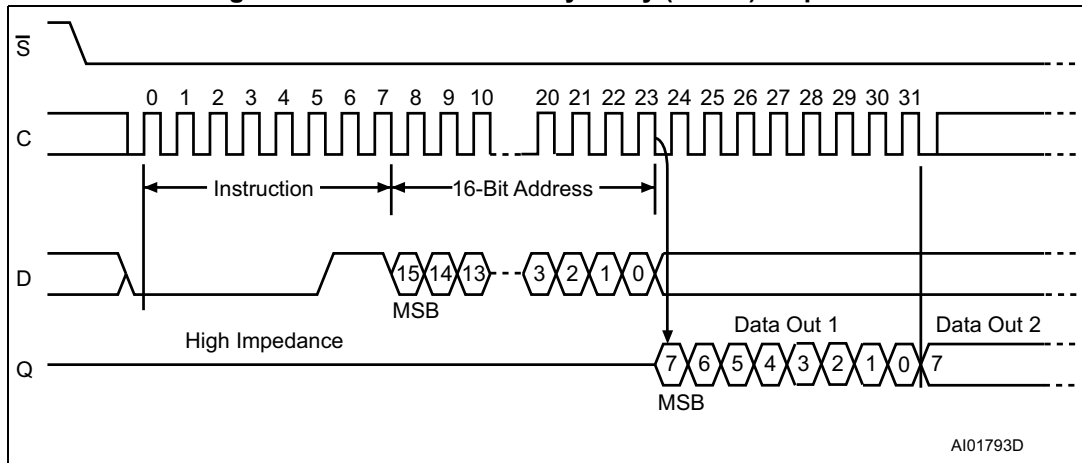 S
0 1 2 3 4 5 6 7 8 9 10 20 21 22 23 24 25 26 27 28 29 30 31
C
Instruction 16-Bit Address
D 15 14 13 3 2 1 0
MSB
High Impedance Data Out 1 Data Out 2
Q 7 6 5 4 3 2 1 0 7
MSB
AI01793D